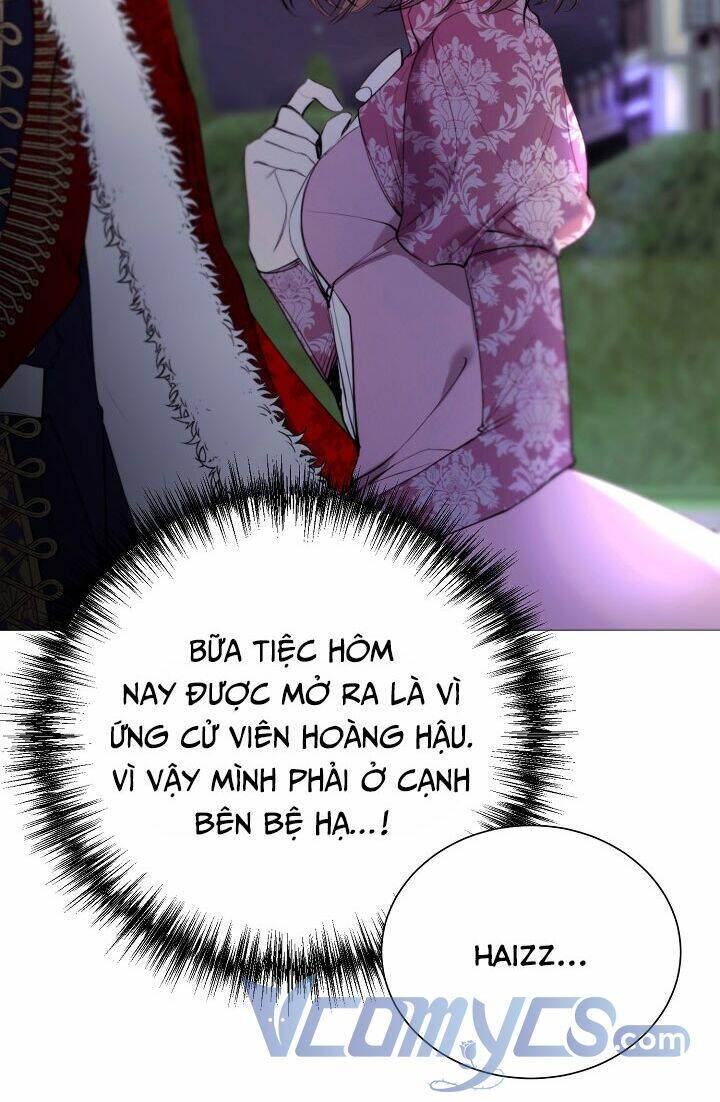 BỮA TIỆC HÔM
NAY ĐƯỢC MỞ RA LÀ VÌ
ỨNG CỬ VIÊN HOÀNG HẬU.
VÌ VẬY MÌNH PHẢI Ở CẠNH
BÊN BỆ HẠ...!
HAIZZ...
VCOMYCS.com